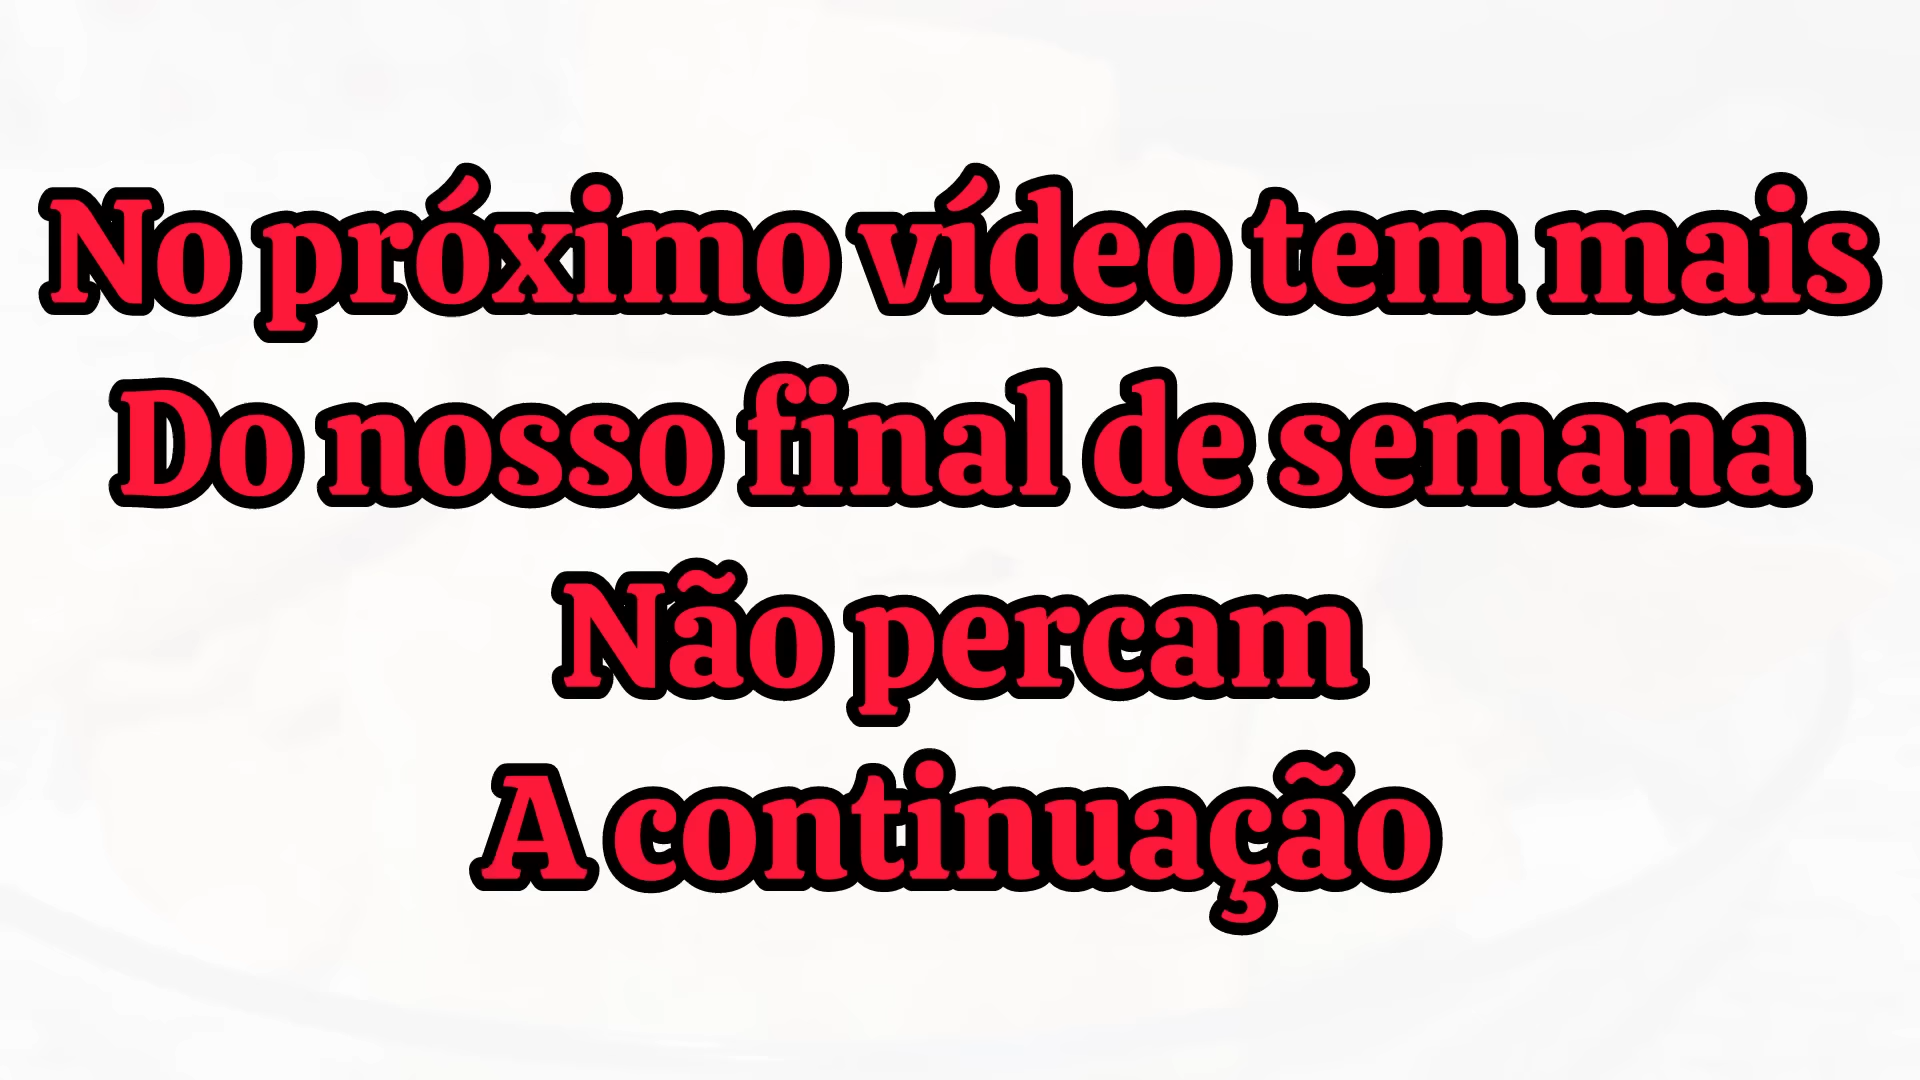 No próximo vídeo tem mais
Do nosso final de semana
Não percam
A continuação